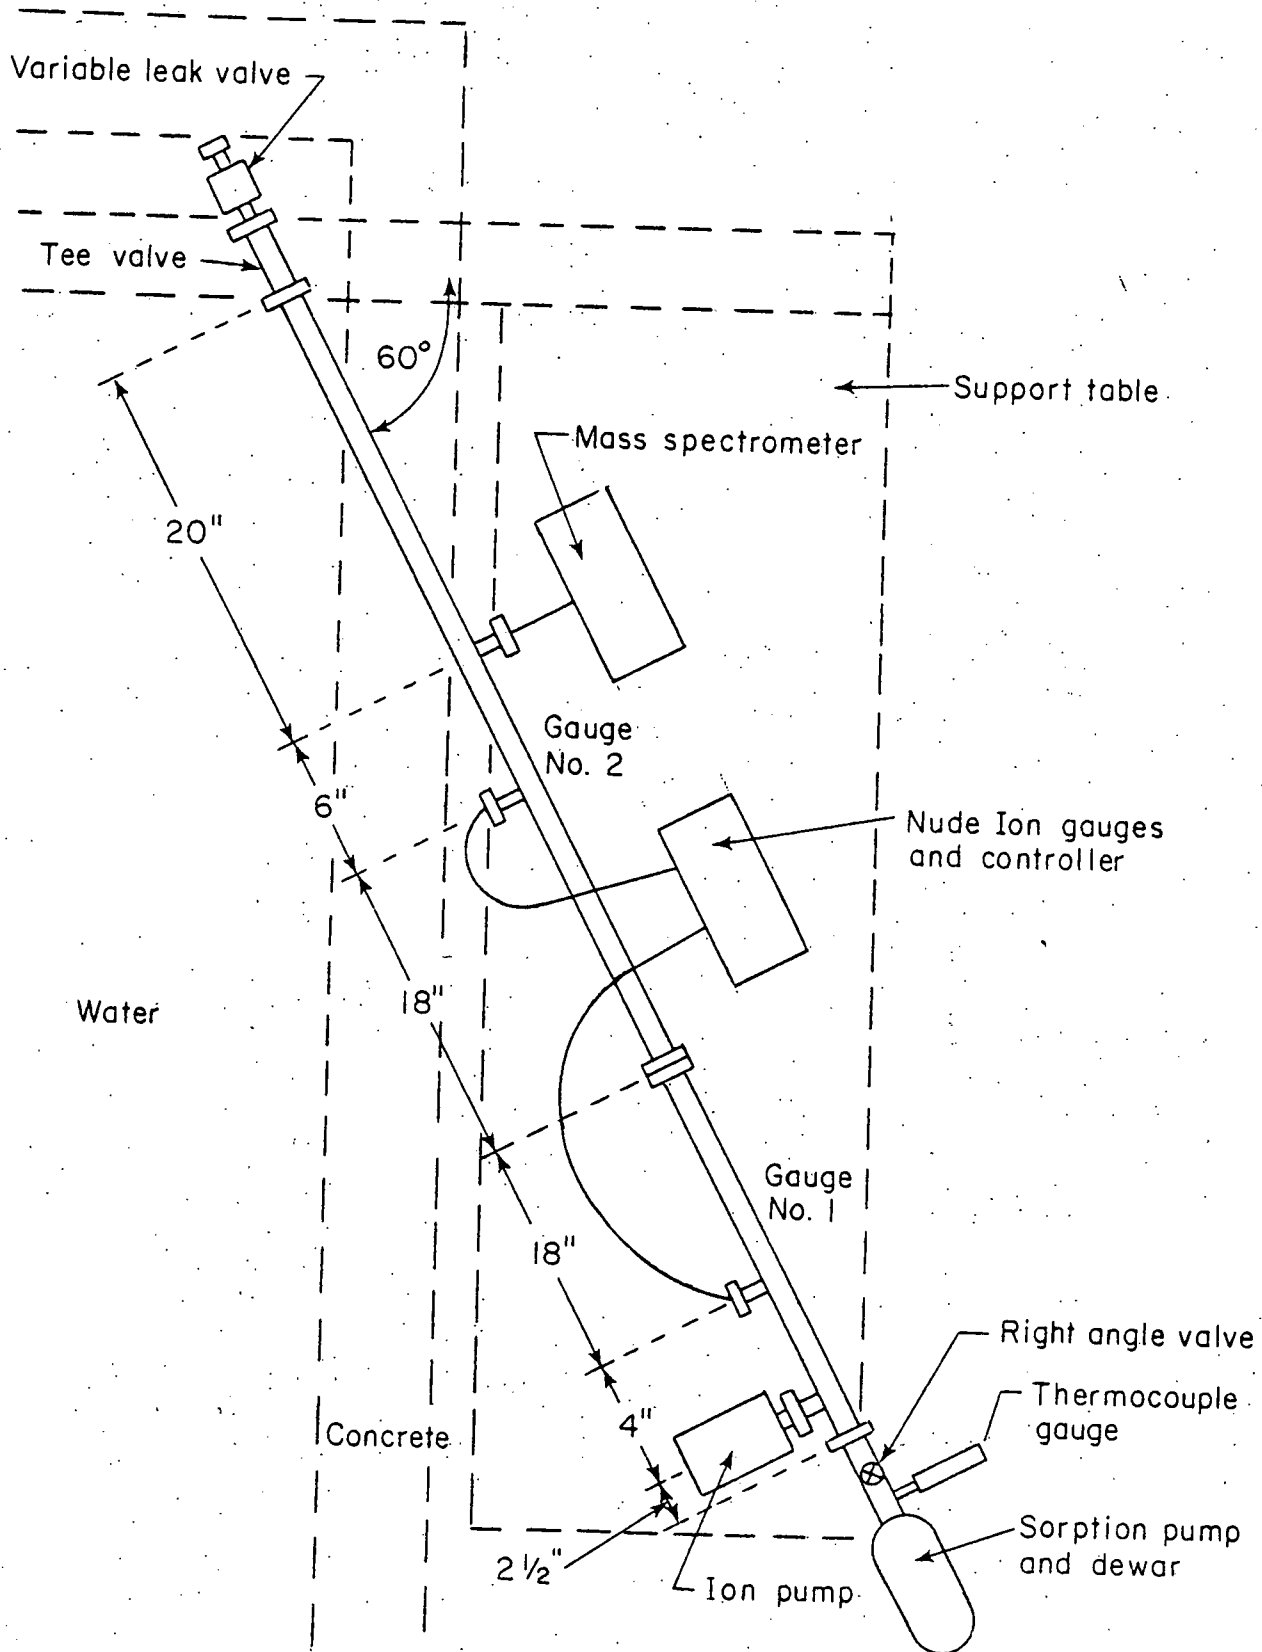 Variable leak valve
Tee valve
60°
Support table
Mass spectrometer
20"
Gauge
No. 2
6"
Nude Ion gauges
and controller
18"
Water
Gauge
No. 1
18"
Right angle valve
Thermocouple
gauge
4"
Concrete
Sorption pump
and dewar
2 1/2"
Ion pump